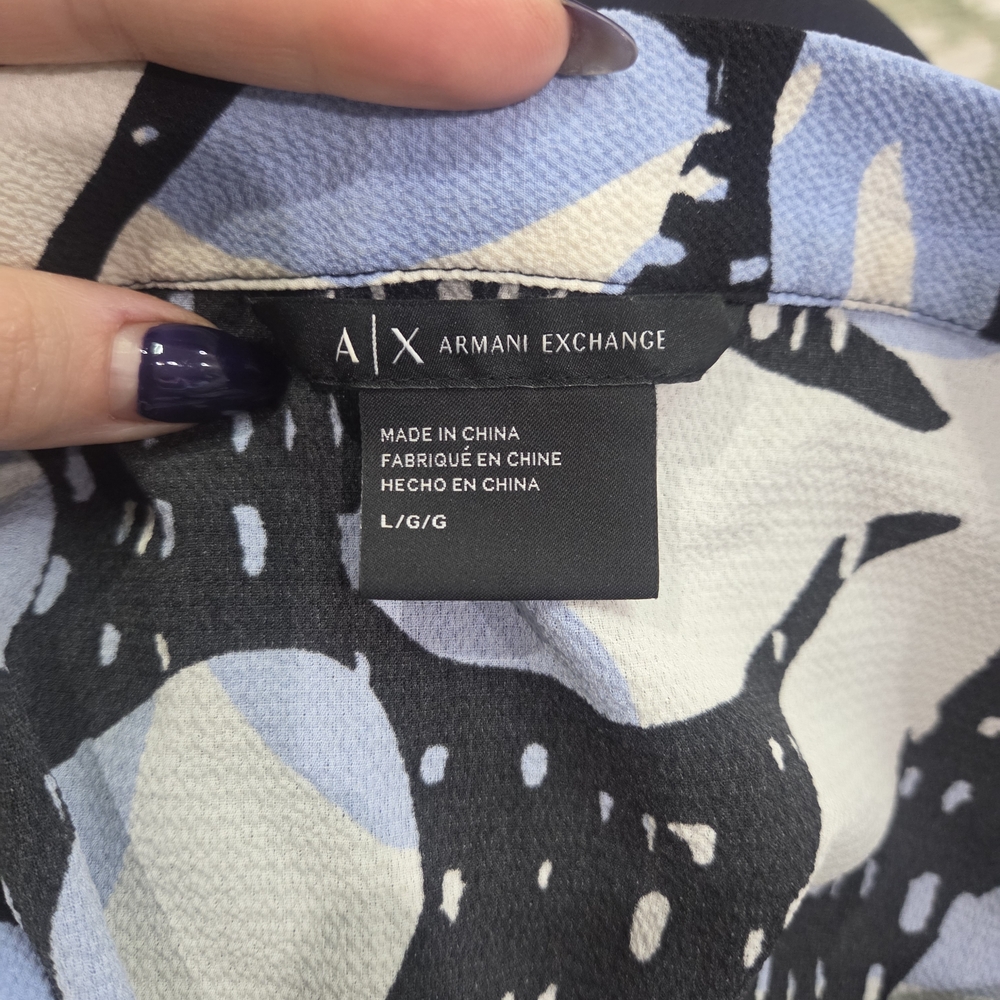 A|X ARMANI EXCHANGE
MADE IN CHINA
FABRIQUÉ EN CHINE
HECHO EN CHINA
L/G/G